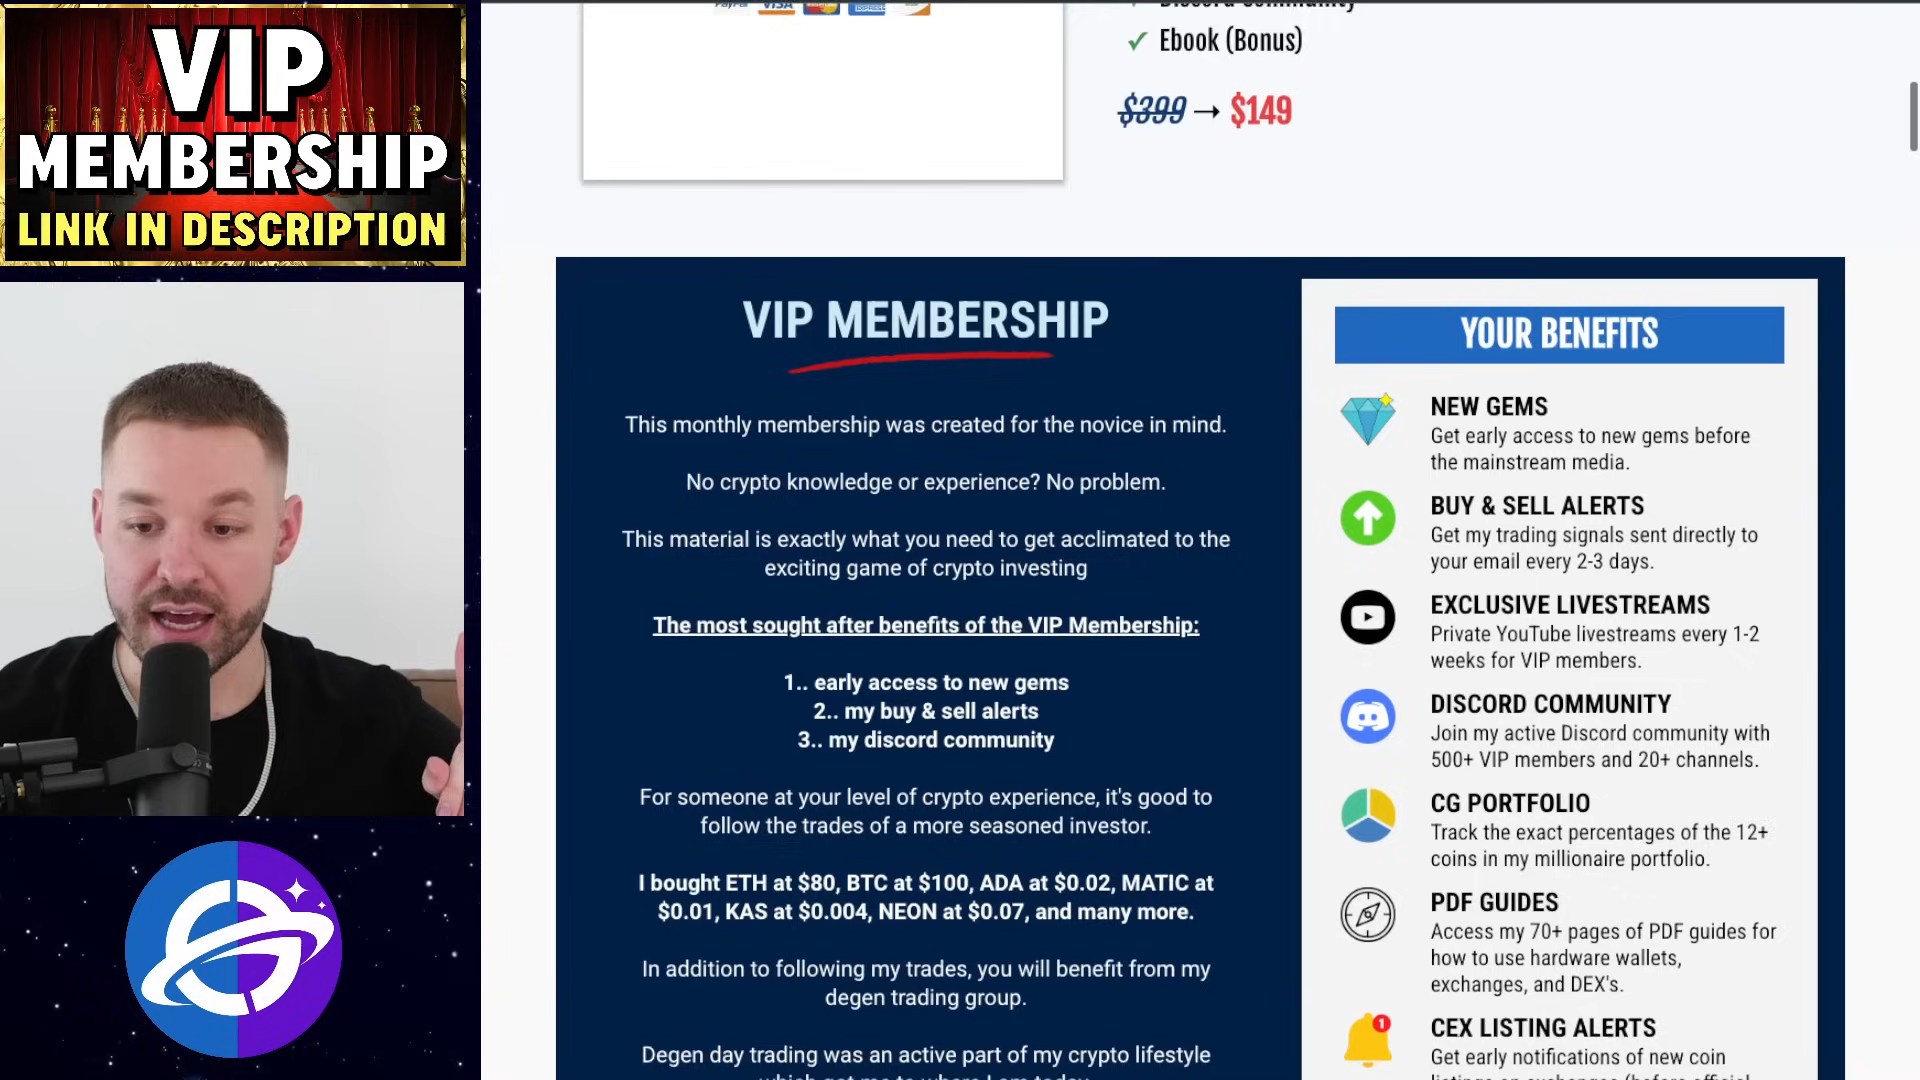 VIP
MEMBERSHIP
LINK IN DESCRIPTION
PayPal VISA
Discord Community
✓ Ebook (Bonus)
$399 → $149
VIP MEMBERSHIP
This monthly membership was created for the novice in mind.
No crypto knowledge or experience? No problem.
This material is exactly what you need to get acclimated to the
exciting game of crypto investing
The most sought after benefits of the VIP Membership:
1.. early access to new gems
2.. my buy & sell alerts
3.. my discord community
For someone at your level of crypto experience, it's good to
follow the trades of a more seasoned investor.
I bought ETH at $80, BTC at $100, ADA at $0.02, MATIC at
$0.01, KAS at $0.004, NEON at $0.07, and many more.
In addition to following my trades, you will benefit from my
degen trading group.
Degen day trading was an active part of my crypto lifestyle
YOUR BENEFITS
NEW GEMS
Get early access to new gems before
the mainstream media.
BUY & SELL ALERTS
Get my trading signals sent directly to
your email every 2-3 days.
EXCLUSIVE LIVESTREAMS
Private YouTube livestreams every 1-2
weeks for VIP members.
DISCORD COMMUNITY
Join my active Discord community with
500+ VIP members and 20+ channels.
CG PORTFOLIO
Track the exact percentages of the 12+
coins in my millionaire portfolio.
PDF GUIDES
Access my 70+ pages of PDF guides for
how to use hardware wallets,
exchanges, and DEX's.
1
CEX LISTING ALERTS
Get early notifications of new coin